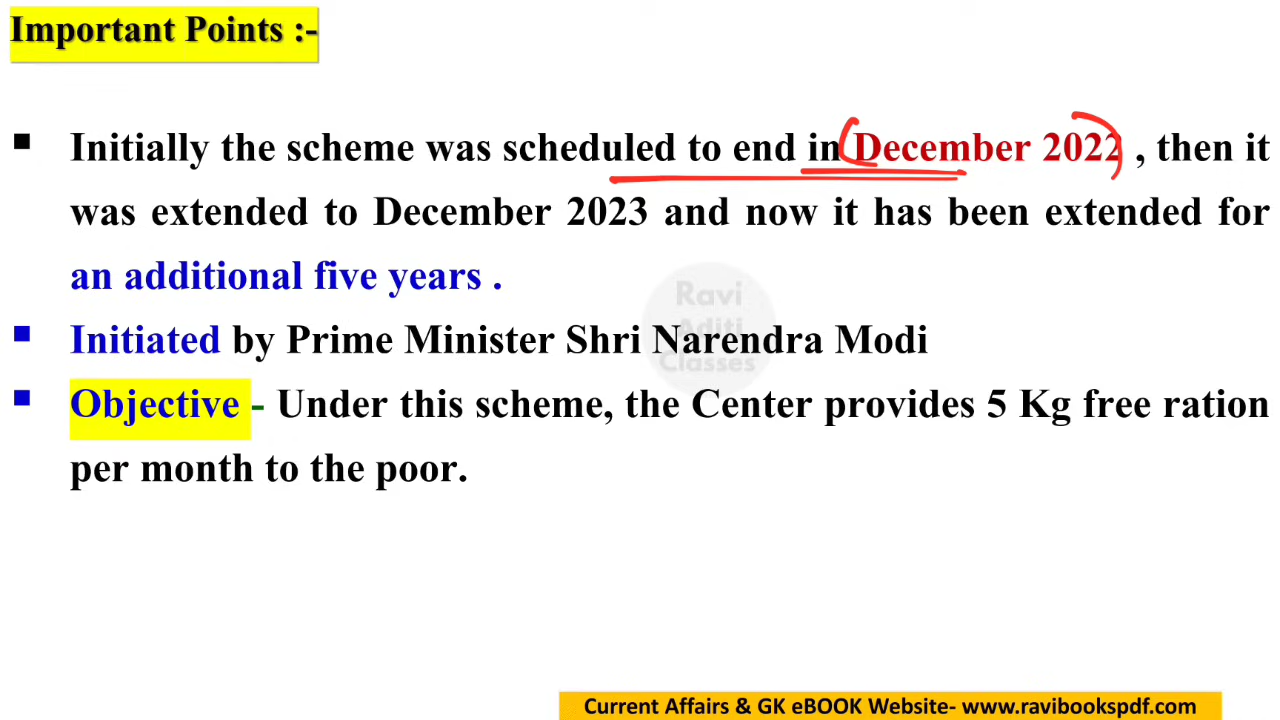 Important Points :-
Initially the scheme was scheduled to end in December 2022 , then it
was extended to December 2023 and now it has been extended for
an additional five years .
Initiated by Prime Minister Shri Narendra Modi
Objective - Under this scheme, the Center provides 5 Kg free ration
per month to the poor.
Ravi
Aditi
Classes
Current Affairs & GK eBOOK Website- www.ravibookspdf.com